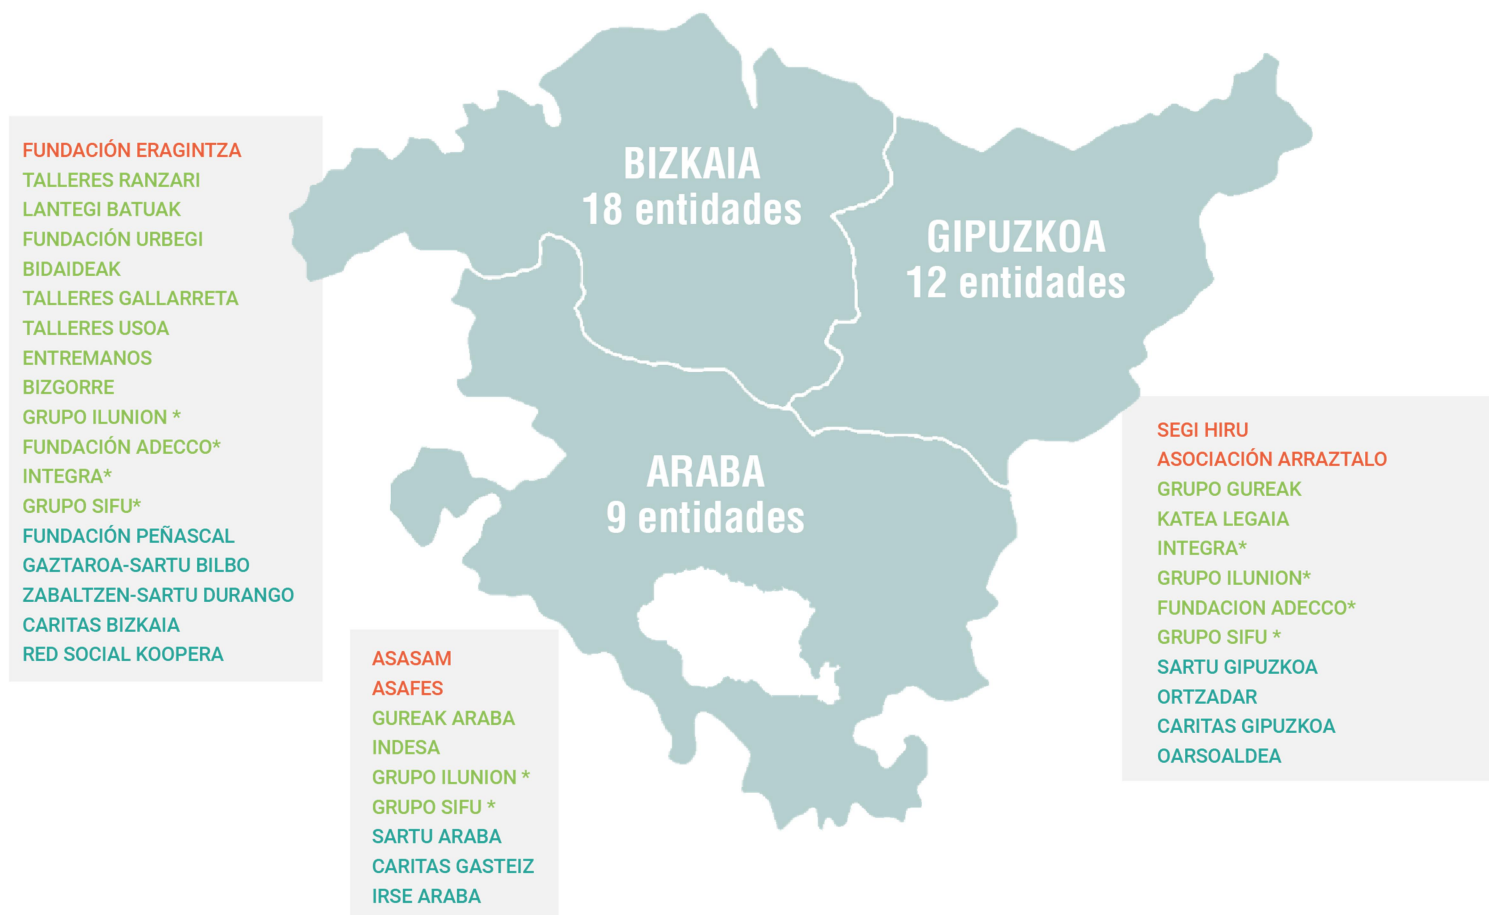 FUNDACIÓN ERAGINTZA
TALLERES RANZARI
LANTEGI BATUAK
FUNDACIÓN URBEGI
BIDAIDEAK
TALLERES GALLARRETA
TALLERES USOA
ENTREMANOS
BIZGORRE
GRUPO ILUNION *
FUNDACIÓN ADECCO*
INTEGRA*
GRUPO SIFU*
FUNDACIÓN PEÑASCAL
GAZTAROA-SARTU BILBO
ZABALTZEN-SARTU DURANGO
CARITAS BIZKAIA
RED SOCIAL KOOPERA
BIZKAIA
18 entidades
GIPUZKOA
12 entidades
ARABA
9 entidades
ASASAM
ASAFES
GUREAK ARABA
INDESA
GRUPO ILUNION *
GRUPO SIFU *
SARTU ARABA
CARITAS GASTEIZ
IRSE ARABA
SEGI HIRU
ASOCIACIÓN ARRAZTALO
GRUPO GUREAK
KATEA LEGAIA
INTEGRA*
GRUPO ILUNION*
FUNDACION ADECCO*
GRUPO SIFU *
SARTU GIPUZKOA
ORTZADAR
CARITAS GIPUZKOA
OARSOALDEA